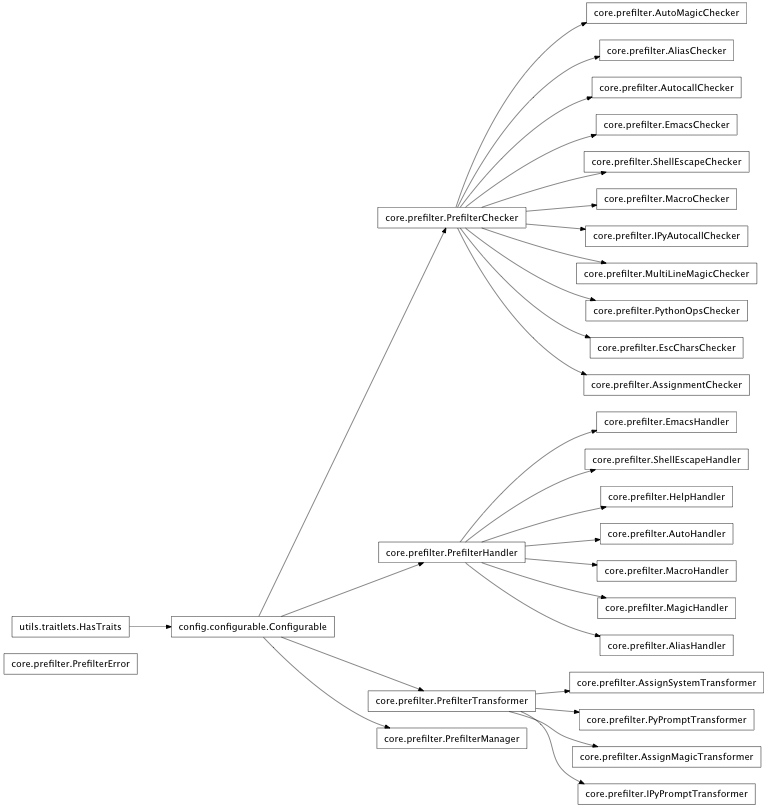 core.prefilter.AutoMagicChecker
core.prefilter.AliasChecker
core.prefilter.AutocallChecker
core.prefilter.EmacsChecker
core.prefilter.ShellEscapeChecker
core.prefilter.MacroChecker
core.prefilter.PrefilterChecker
core.prefilter.IPyAutocallChecker
core.prefilter.MultiLineMagicChecker
core.prefilter.PythonOpsChecker
core.prefilter.EscCharsChecker
core.prefilter.AssignmentChecker
core.prefilter.EmacsHandler
core.prefilter.ShellEscapeHandler
core.prefilter.HelpHandler
core.prefilter.AutoHandler
core.prefilter.PrefilterHandler
core.prefilter.MacroHandler
core.prefilter.MagicHandler
utils.traitlets.HasTraits
config.configurable.Configurable
core.prefilter.AliasHandler
core.prefilter.PrefilterError
core.prefilter.AssignSystemTransformer
core.prefilter.PrefilterTransformer
core.prefilter.PyPromptTransformer
core.prefilter.PrefilterManager
core.prefilter.AssignMagicTransformer
core.prefilter.IPyPromptTransformer